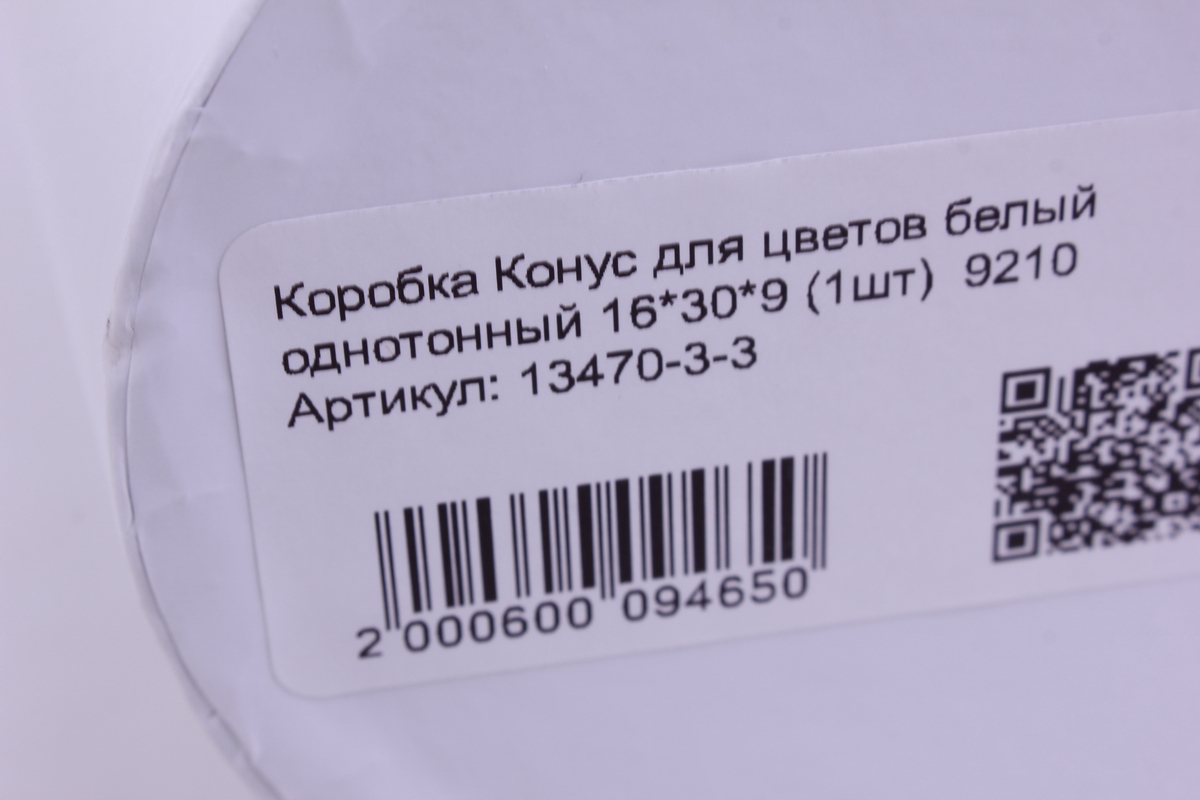 Коробка Конус для цветов белый
однотонный 16*30*9 (1шт)  9210
Артикул: 13470-3-3
2 000600 094650